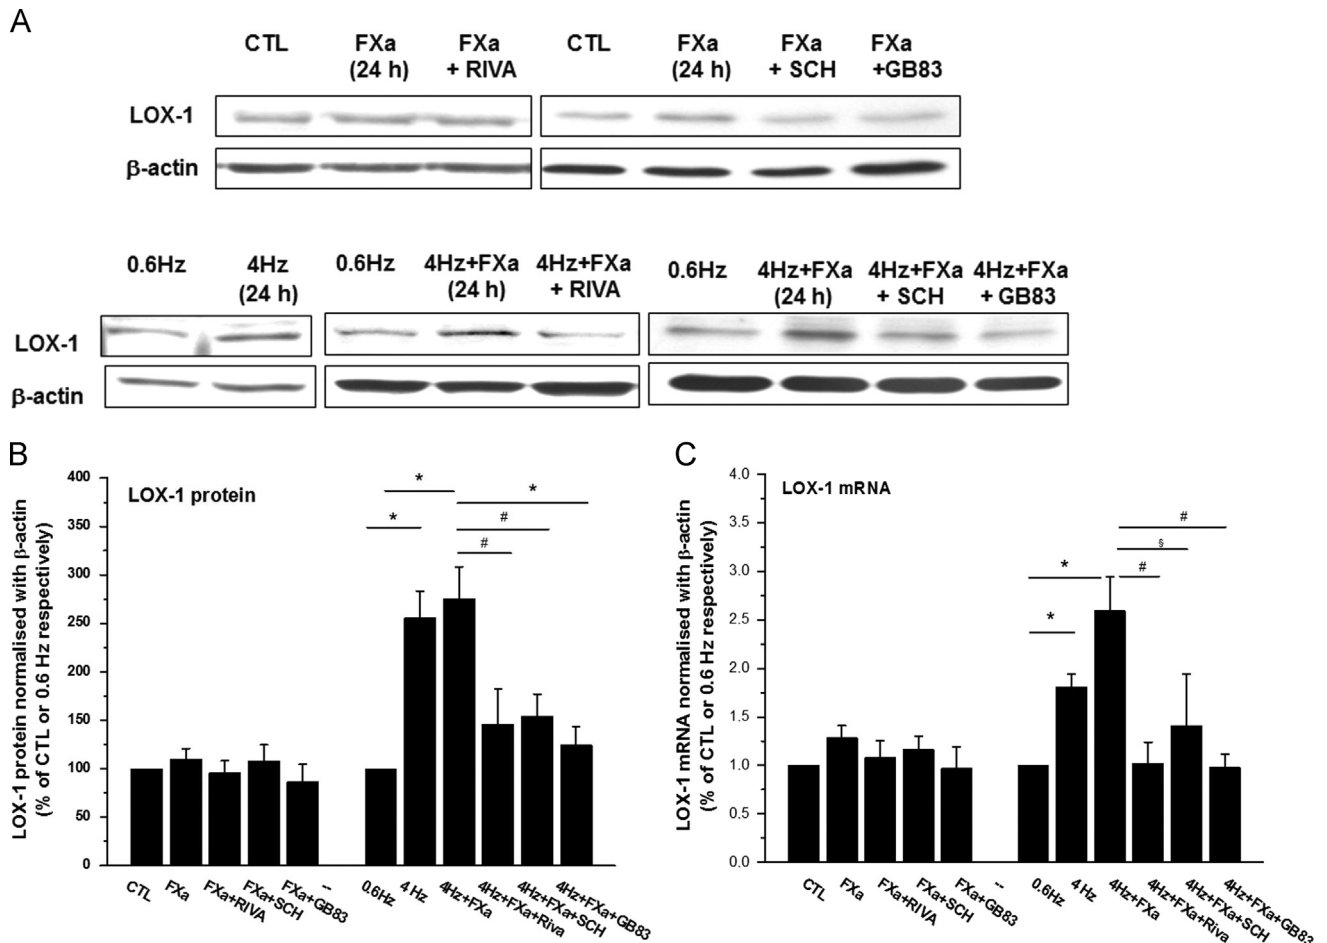 A
CTL FXa FXa CTL FXa FXa FXa
(24 h) + RIVA (24 h) + SCH +GB83
LOX-1
β-actin
0.6Hz 4Hz 0.6Hz 4Hz+FXa 4Hz+FXa 0.6Hz 4Hz+FXa 4Hz+FXa 4Hz+FXa
(24 h) (24 h) + RIVA (24 h) + SCH + GB83
LOX-1
β-actin
B
LOX-1 protein normalised with β-actin
(% of CTL or 0.6 Hz respectively)
400
350
300
250
200
150
100
50
0
LOX-1 protein
* *
* #
#
CTL FXa FXa+RIVA FXa+SCH FXa+GB83 -- 0.6Hz 4 Hz 4Hz+FXa 4Hz+FXa+Riva 4Hz+FXa+SCH 4Hz+FXa+GB83
C
LOX-1 mRNA normalised with β-actin
(% of CTL or 0.6 Hz respectively)
4.0
3.5
3.0
2.5
2.0
1.5
1.0
0.5
0.0
LOX-1 mRNA
#
§
* #
*
CTL FXa FXa+RIVA FXa+SCH FXa+GB83 -- 0.6Hz 4 Hz 4Hz+FXa 4Hz+FXa+Riva 4Hz+FXa+SCH 4Hz+FXa+GB83